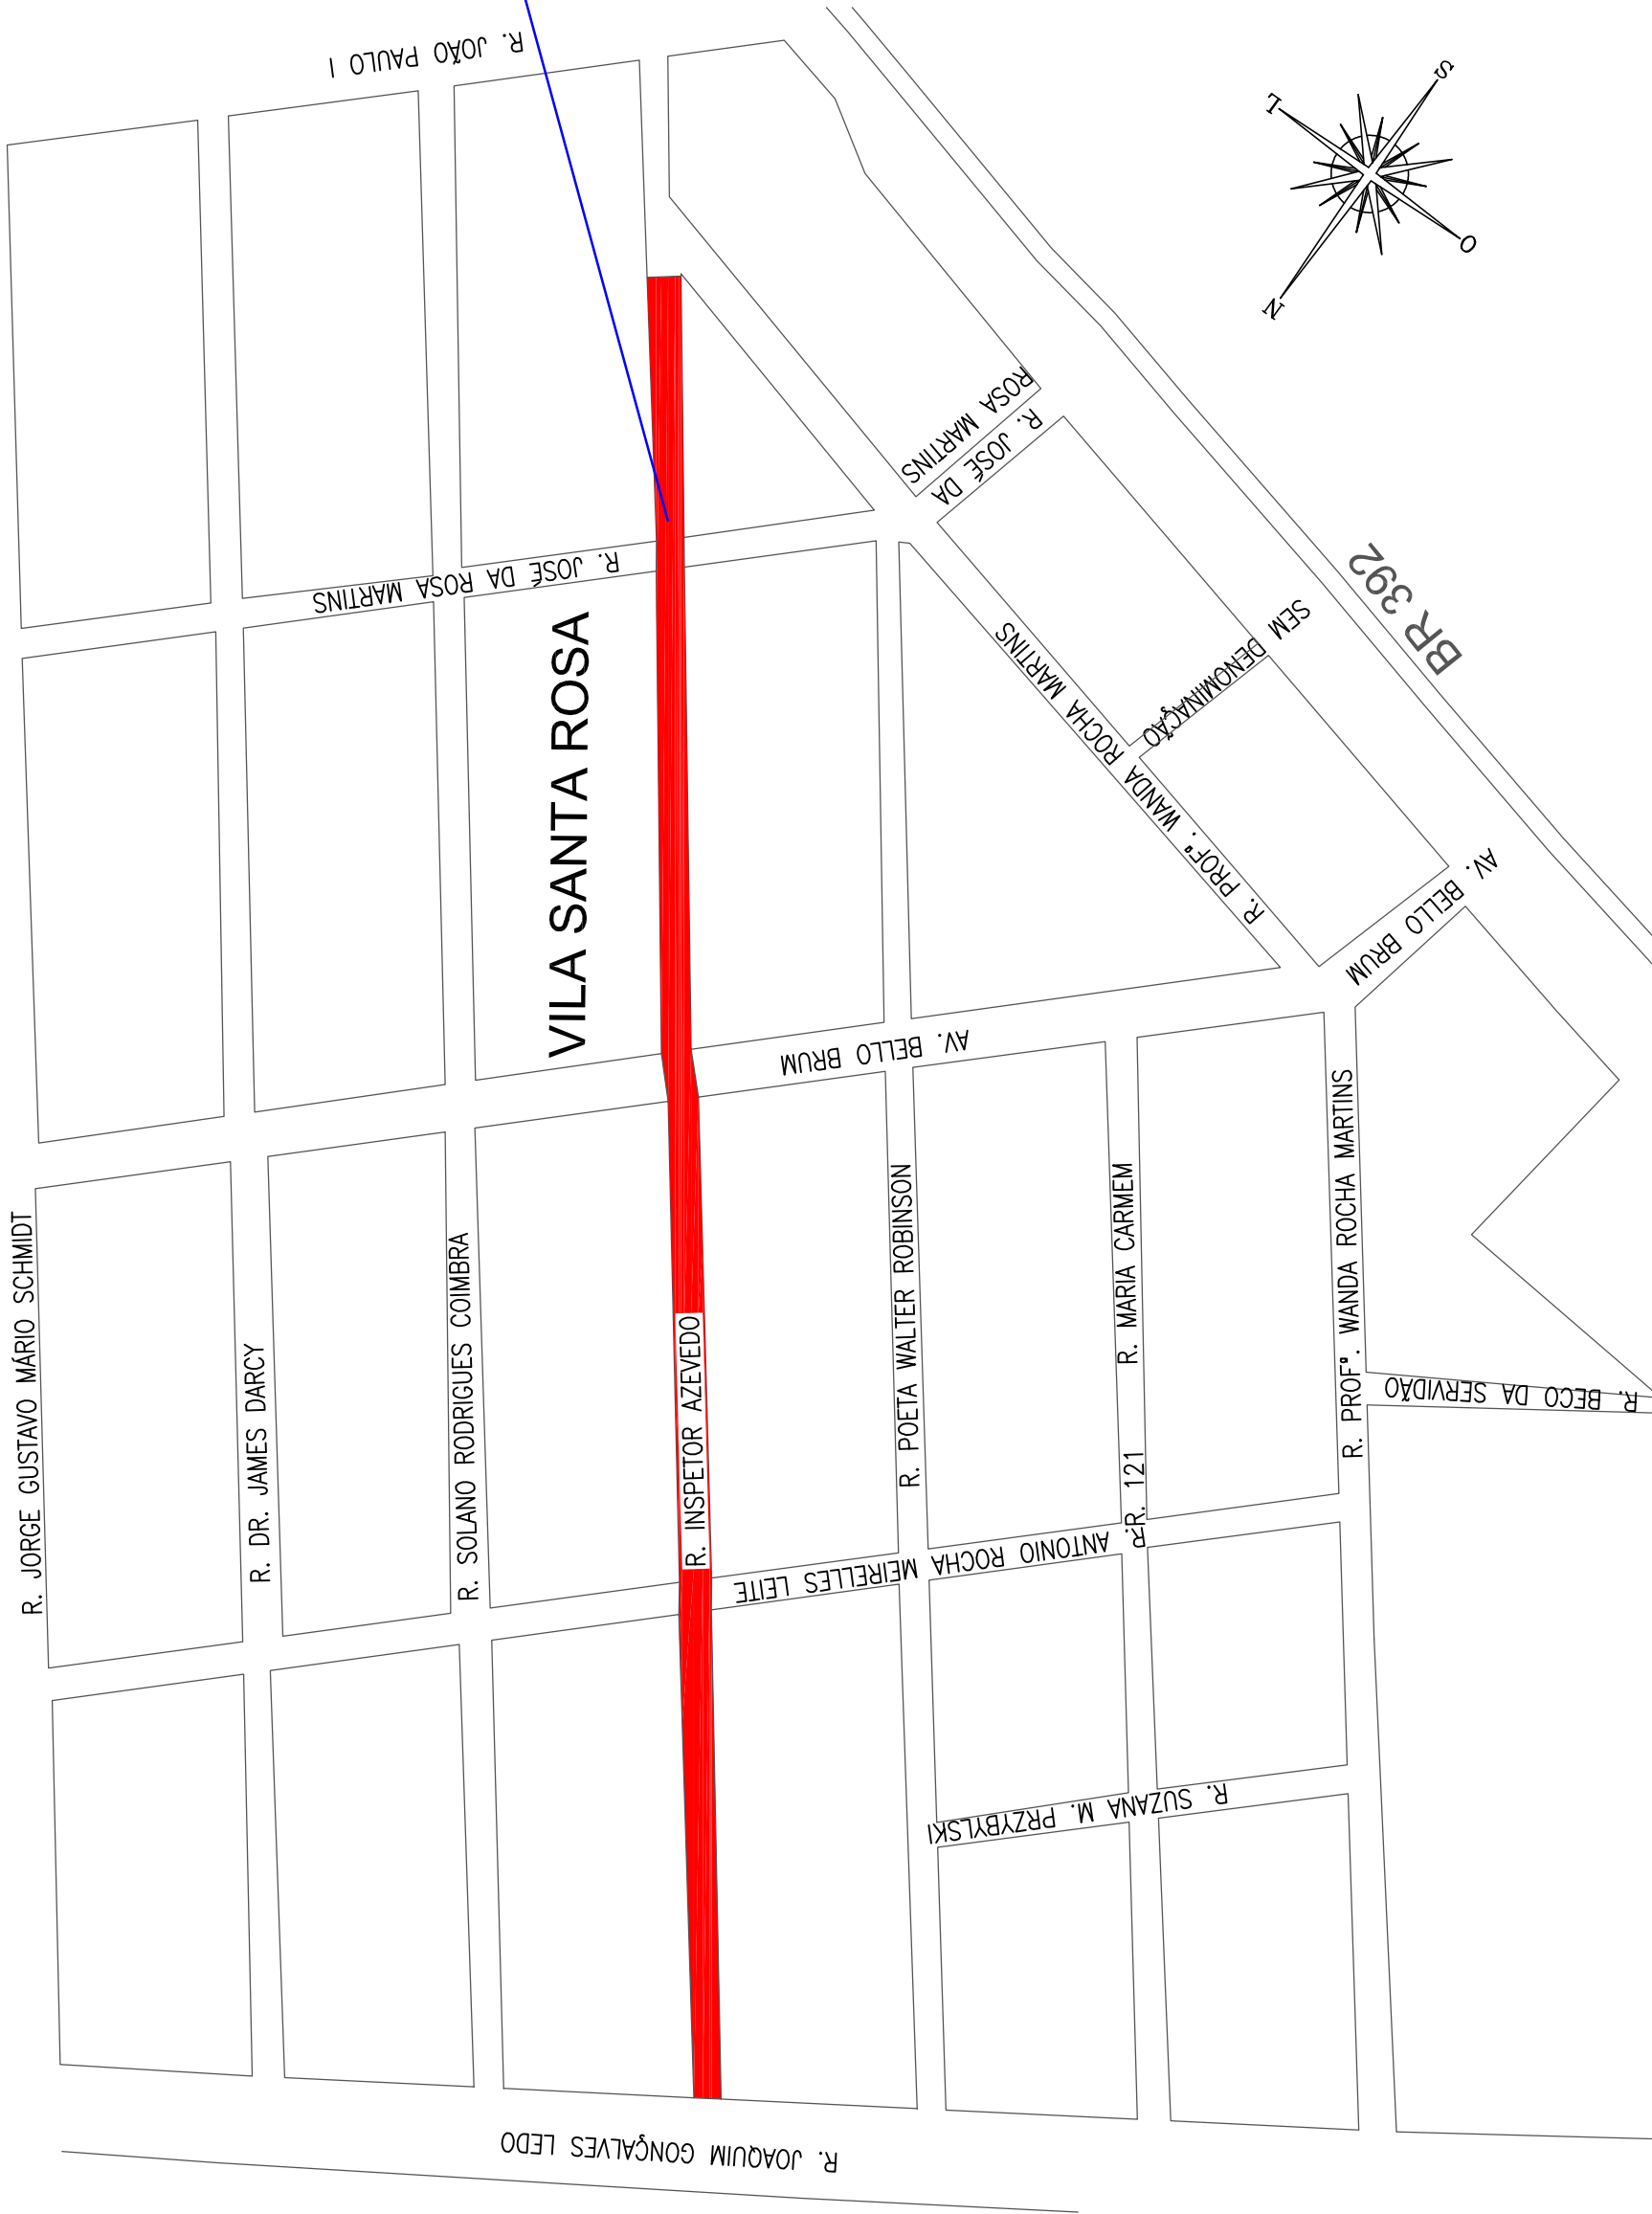 R. JOÃO PAULO I
L
S
O
N
ROSA MARTINS
R. JOSÉ DA
R. JOSÉ DA ROSA MARTINS
VILA SANTA ROSA
BR 392
SEM
DENOMINAÇÃO
R. PROFª. WANDA ROCHA MARTINS
AV.
BELLO BRUM
AV. BELLO BRUM
R. JORGE GUSTAVO MÁRIO SCHMIDT
R. DR. JAMES DARCY
R. SOLANO RODRIGUES COIMBRA
R. INSPETOR AZEVEDO
R. POETA WALTER ROBINSON
R. MARIA CARMEM
R. 121
R. PROFª. WANDA ROCHA MARTINS
R. BECO DA SERVIDÃO
R. ANTONIO ROCHA MEIRELLES LEITE
R. SUZANA M. PRZYBYLSKI
R. JOAQUIM GONÇALVES LEDO